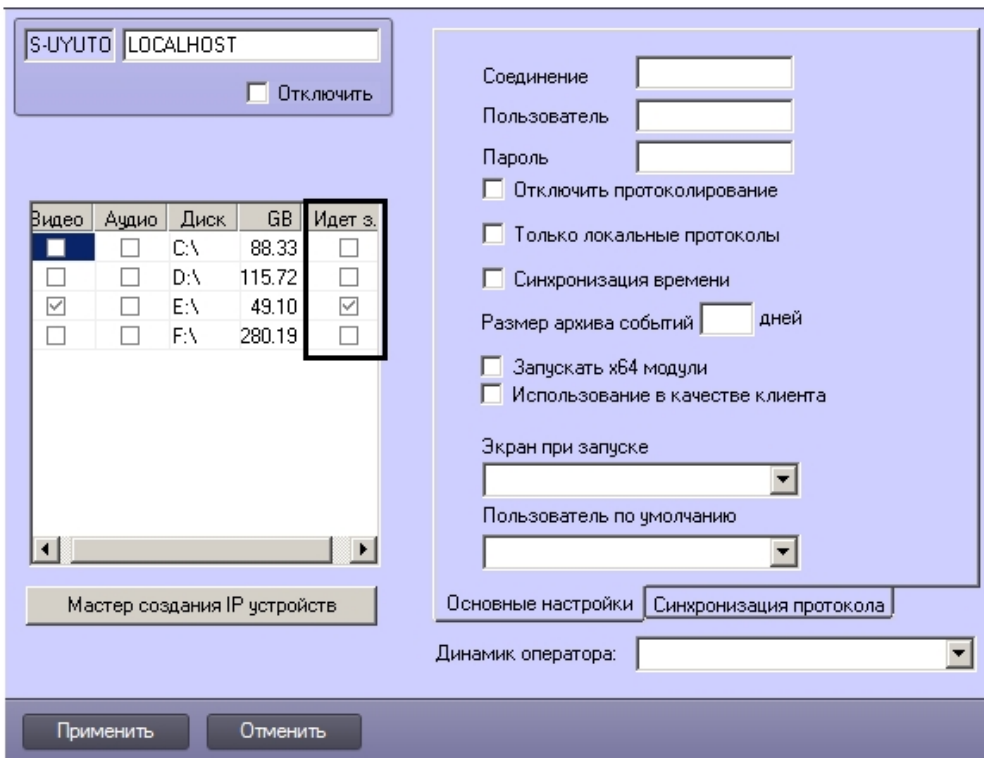 S-UYUTO LOCALHOST
Отключить
Видео Аудио Диск GB Идет з.
C:\ 88.33
D:\ 115.72
E:\ 49.10
F:\ 280.19
Мастер создания IP устройств
Соединение
Пользователь
Пароль
Отключить протоколирование
Только локальные протоколы
Синхронизация времени
Размер архива событий дней
Запускать x64 модули
Использование в качестве клиента
Экран при запуске
Пользователь по умолчанию
Основные настройки Синхронизация протокола
Динамик оператора:
Применить Отменить